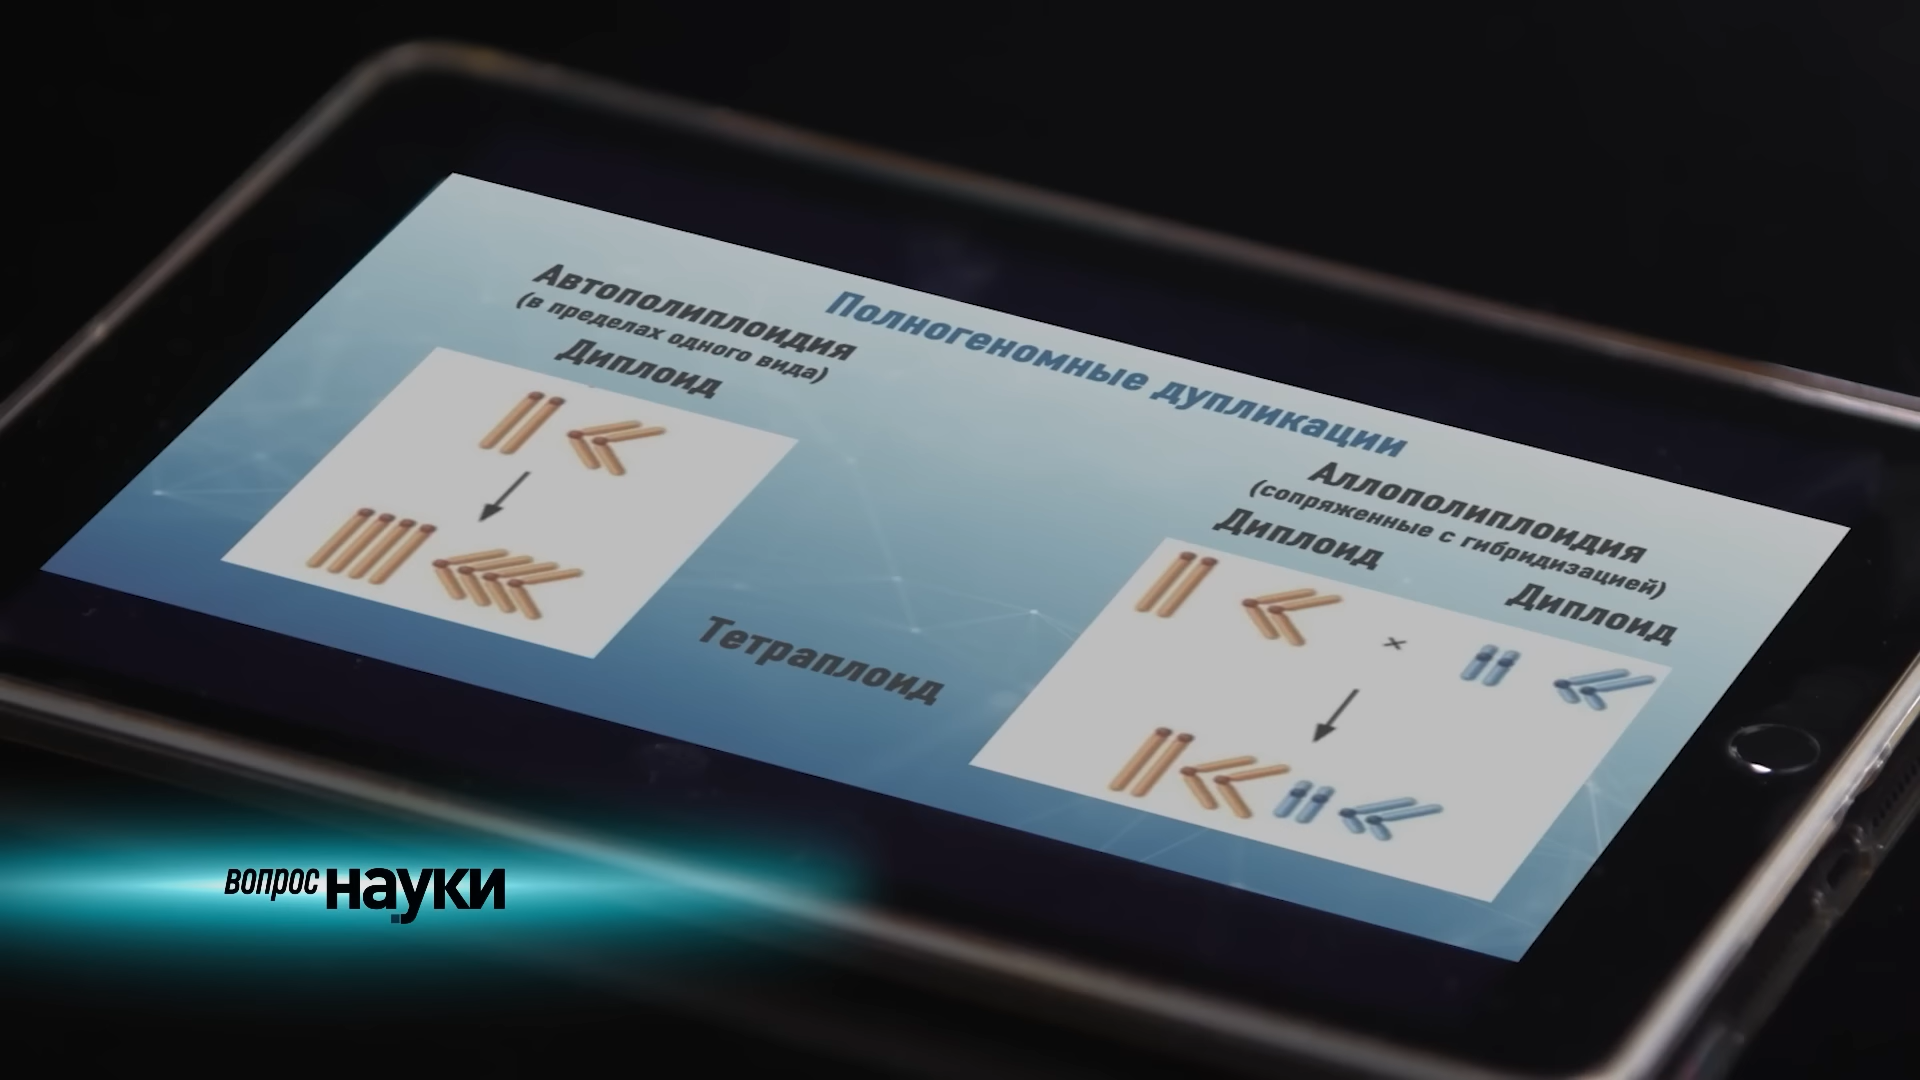 Полногеномные дупликации
Автополиплоидия
(в пределах одного вида)
Диплоид
Аллополиплоидия
(сопряженные с гибридизацией)
Диплоид
×
Диплоид
Тетраплоид
вопрос науки